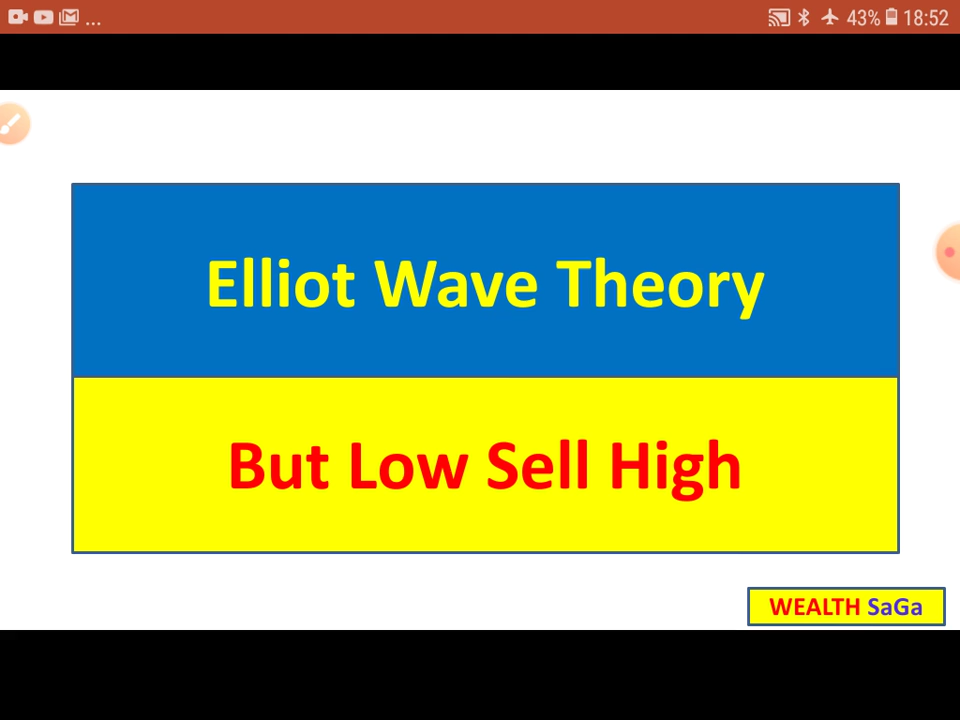 ... 43% 18:52
Elliot Wave Theory
But Low Sell High
WEALTH SaGa